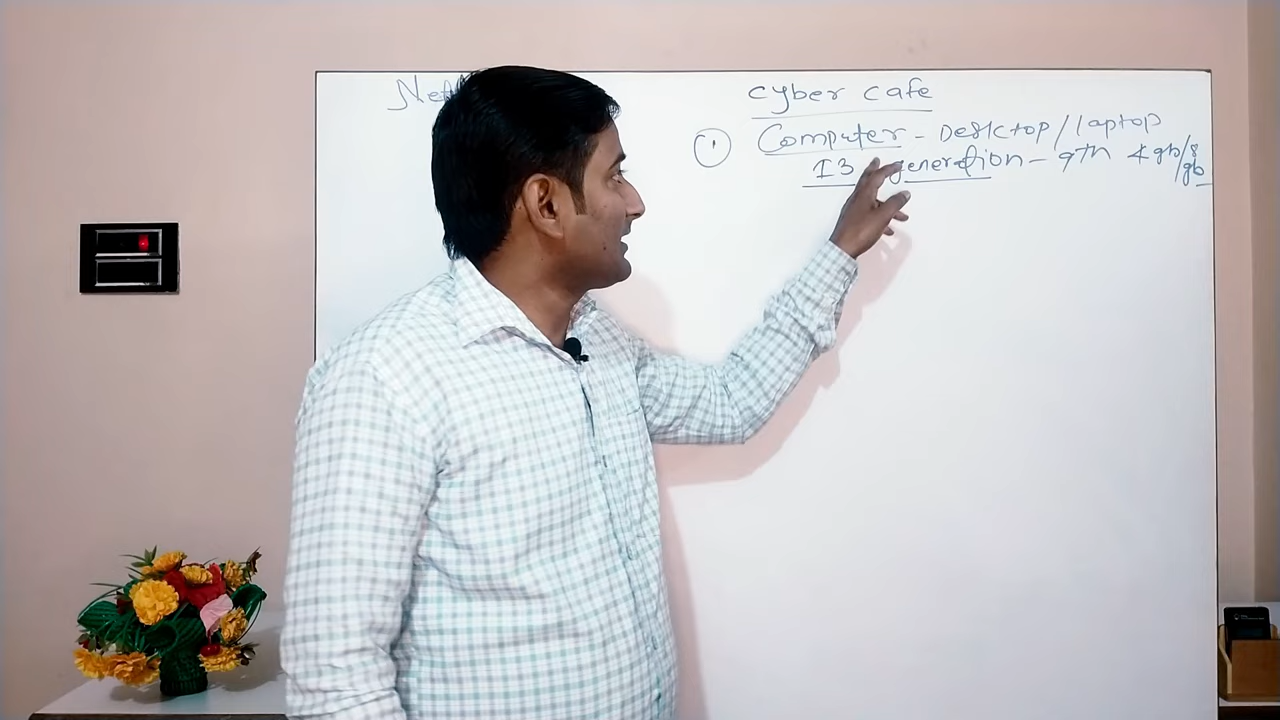 cyber cafe
① Computer - Desktop/laptop
I3 generation - 9th 4gb/8gb